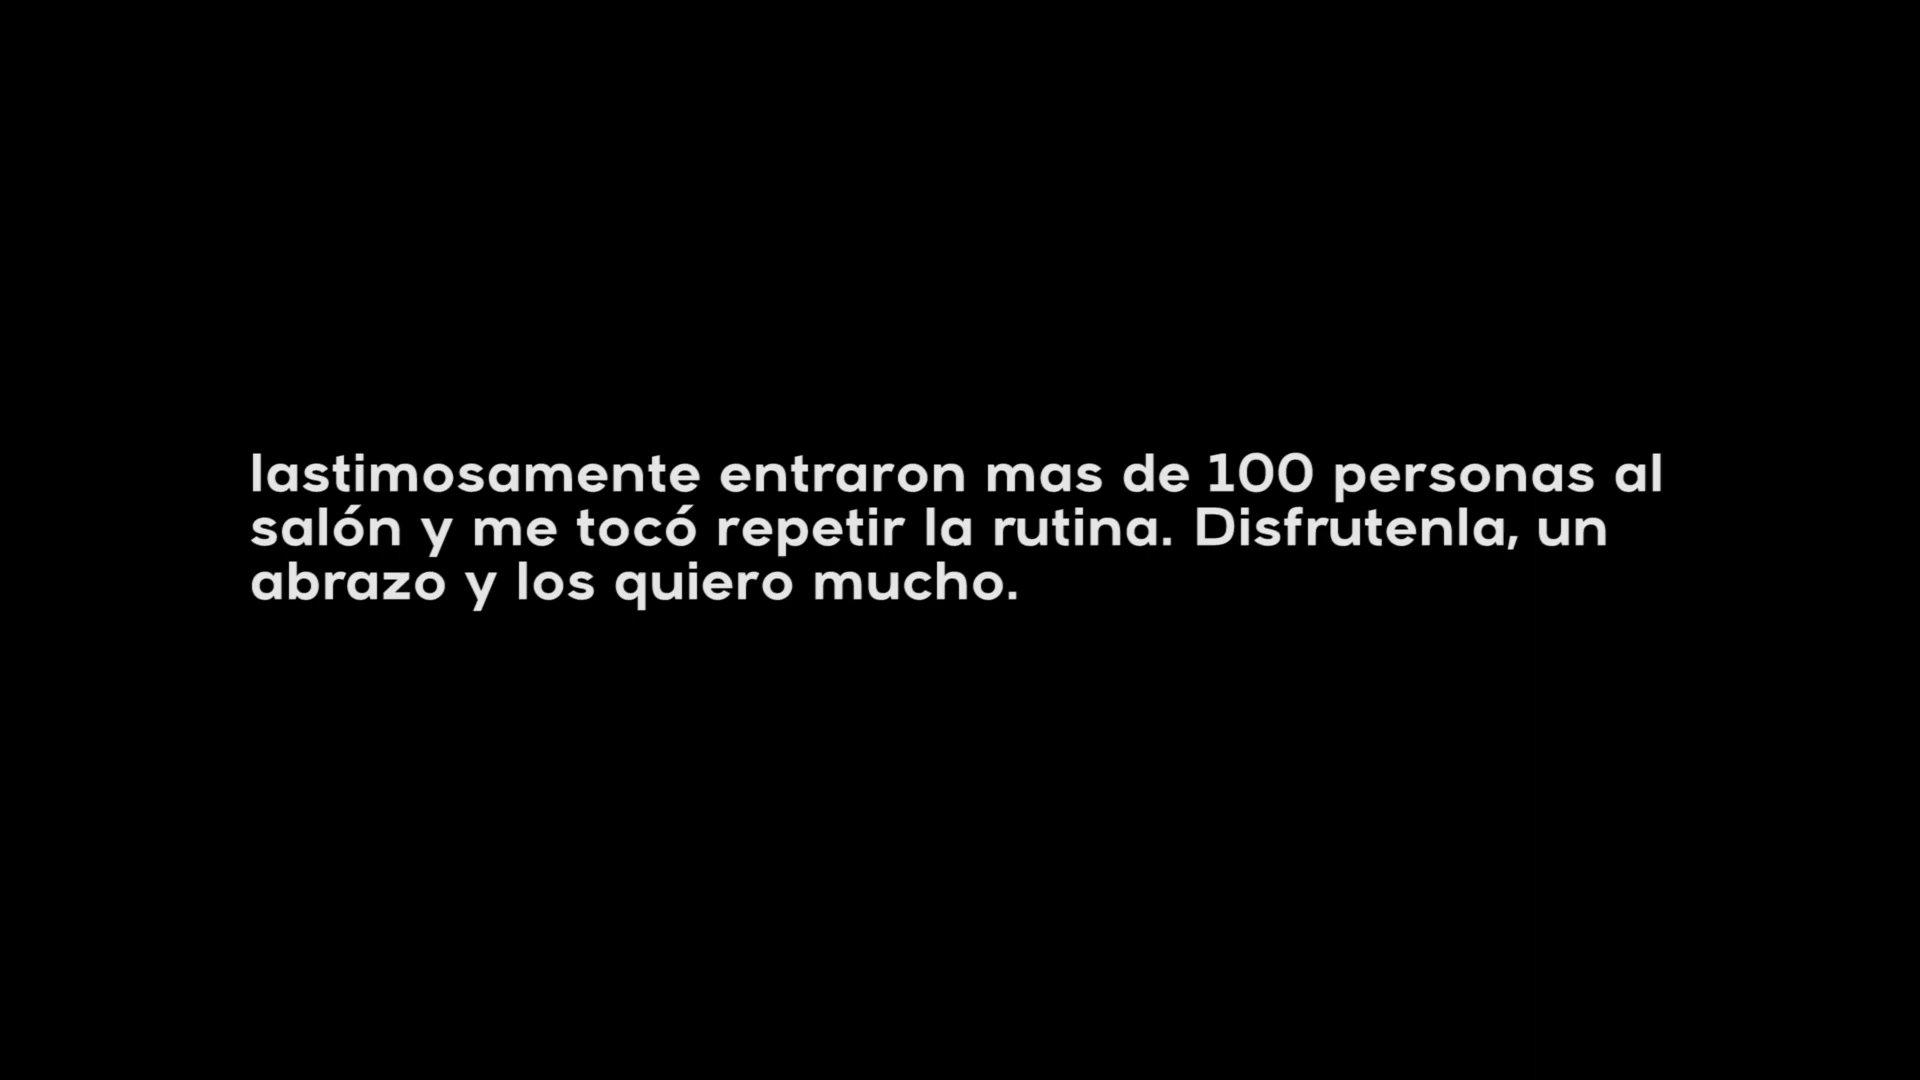 lastimosamente entraron mas de 100 personas al
salón y me tocó repetir la rutina. Disfrutenla, un
abrazo y los quiero mucho.